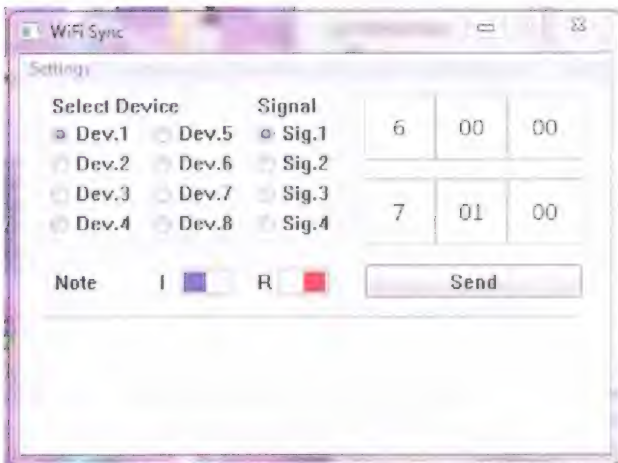 WiFi Sync
Settings
Select Device Signal
Dev.1 Dev.5 Sig.1 6 00 00
Dev.2 Dev.6 Sig.2
Dev.3 Dev.7 Sig.3 7 01 00
Dev.4 Dev.8 Sig.4
Note I R Send